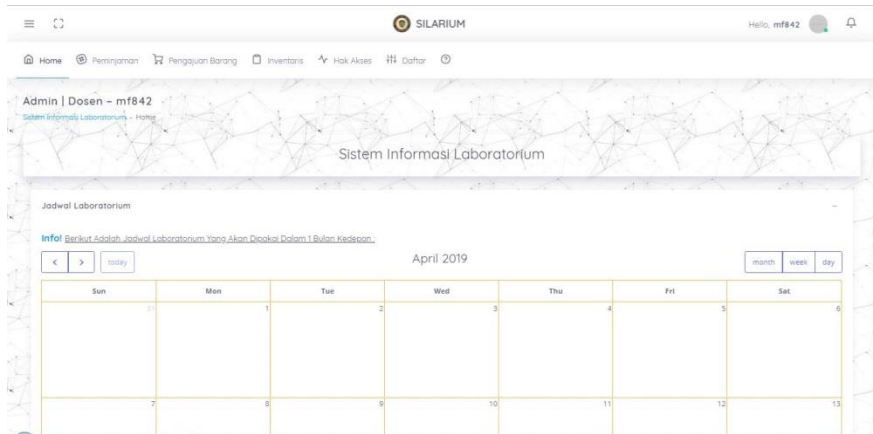 SILARIUM
Hello, mf842
Home Peminjaman Pengajuan Barang Inventaris Hak Akses Daftar
Admin | Dosen - mf842
Sistem Informasi Laboratorium - Home
Sistem Informasi Laboratorium
Jadwal Laboratorium
Info! Berikut Adalah Jadwal Laboratorium Yang Akan Dipakai Dalam 1 Bulan Kedepan :
< > today April 2019 month week day
Sun Mon Tue Wed Thu Fri Sat
31 1 2 3 4 5 6
7 8 9 10 11 12 13